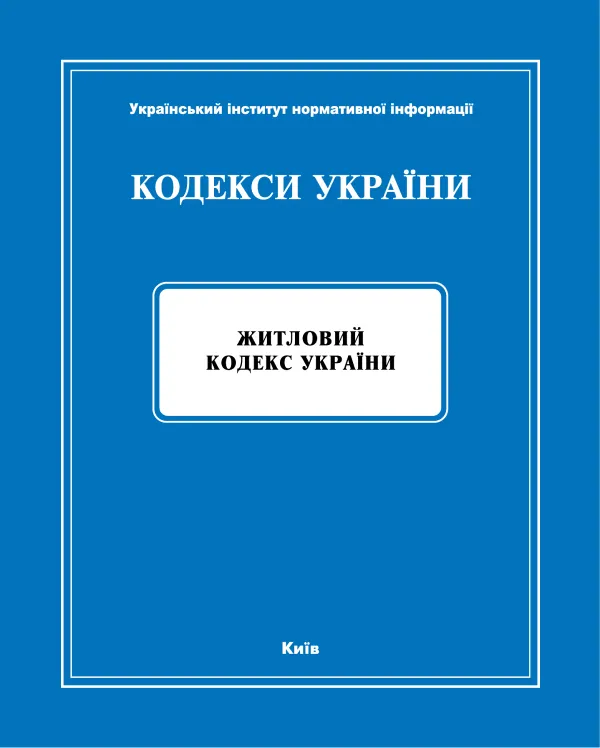 Український інститут нормативної інформації
КОДЕКСИ УКРАЇНИ
ЖИТЛОВИЙ
КОДЕКС УКРАЇНИ
Київ